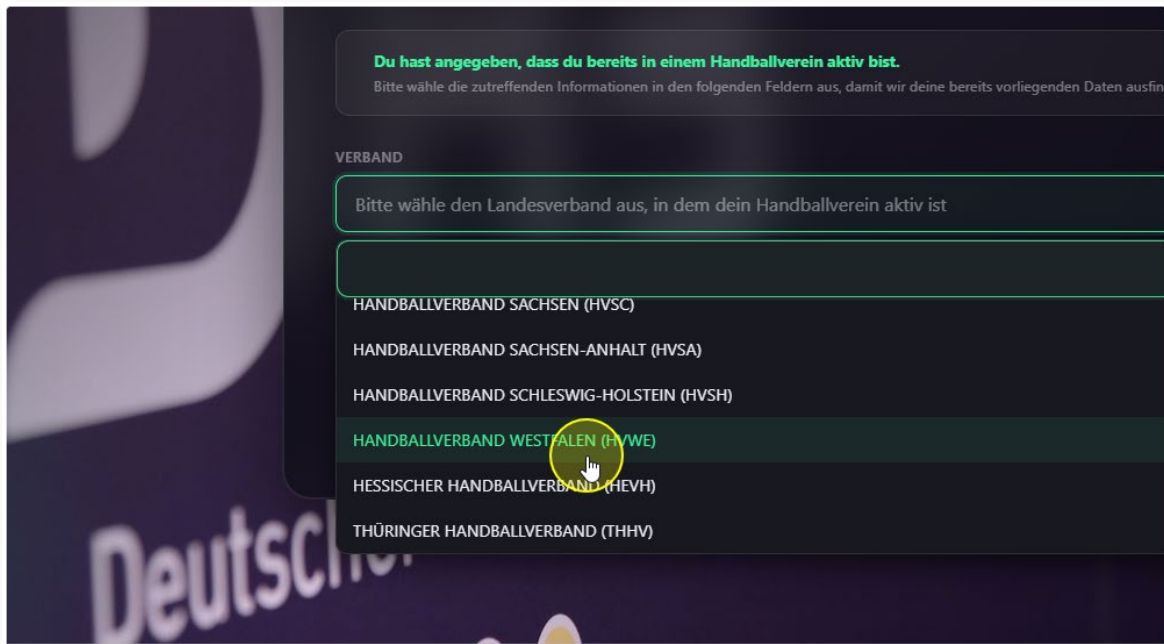 Du hast angegeben, dass du bereits in einem Handballverein aktiv bist.
Bitte wähle die zutreffenden Informationen in den folgenden Feldern aus, damit wir deine bereits vorliegenden Daten
VERBAND
Bitte wähle den Landesverband aus, in dem dein Handballverein aktiv ist
HANDBALLVERBAND SACHSEN (HVSC)
HANDBALLVERBAND SACHSEN-ANHALT (HVSA)
HANDBALLVERBAND SCHLESWIG-HOLSTEIN (HVSH)
HANDBALLVERBAND WESTFALEN (HVWE)
HESSISCHER HANDBALLVERBAND (HEVH)
THÜRINGER HANDBALLVERBAND (THHV)